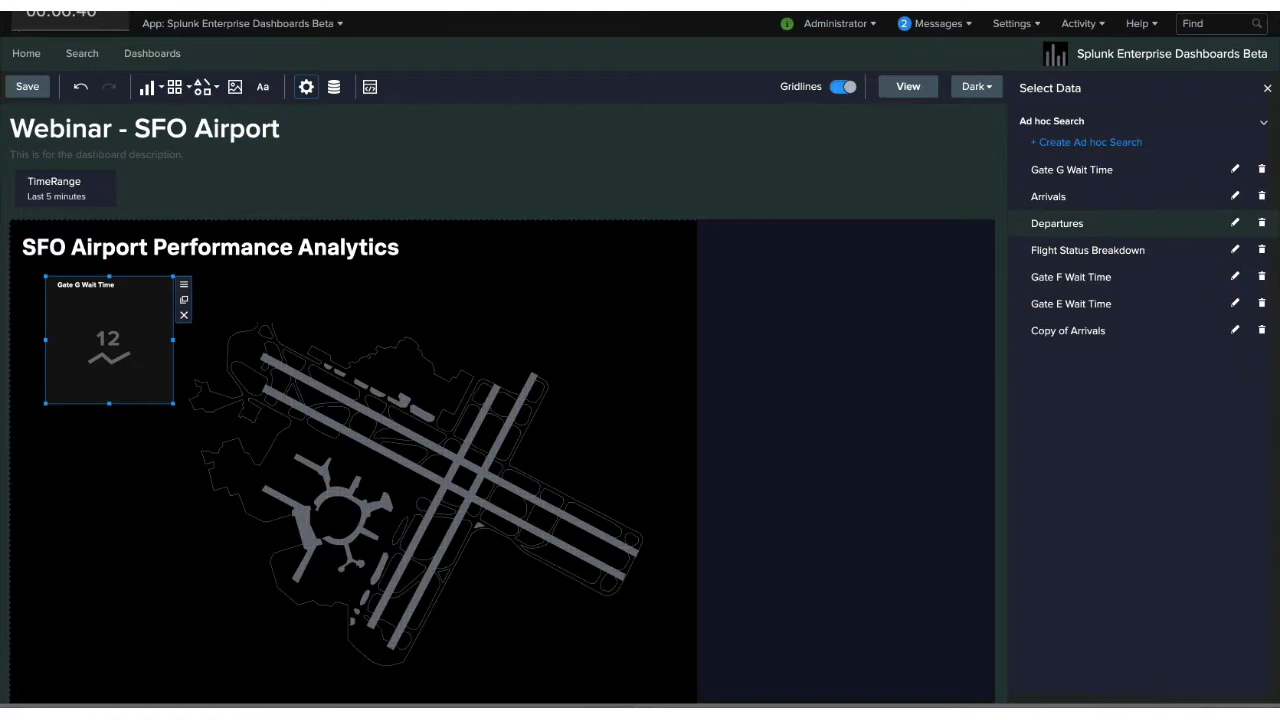 00:06:40
App: Splunk Enterprise Dashboards Beta
i Administrator
2 Messages
Settings
Activity
Help
Find
Home
Search
Dashboards
Splunk Enterprise Dashboards Beta
Save
Aa
Gridlines
View
Dark
Select Data
Webinar - SFO Airport
This is for the dashboard description.
TimeRange
Last 5 minutes
SFO Airport Performance Analytics
Gate G Wait Time
12
Ad hoc Search
+ Create Ad hoc Search
Gate G Wait Time
Arrivals
Departures
Flight Status Breakdown
Gate F Wait Time
Gate E Wait Time
Copy of Arrivals